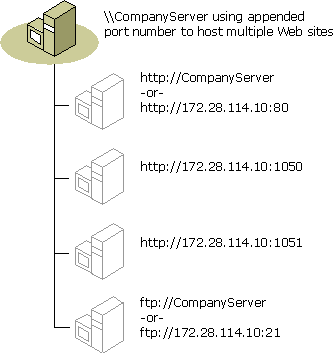 \\CompanyServer using appended
port number to host multiple Web sites
http://CompanyServer
-or-
http://172.28.114.10:80
http://172.28.114.10:1050
http://172.28.114.10:1051
ftp://CompanyServer
-or-
ftp://172.28.114.10:21